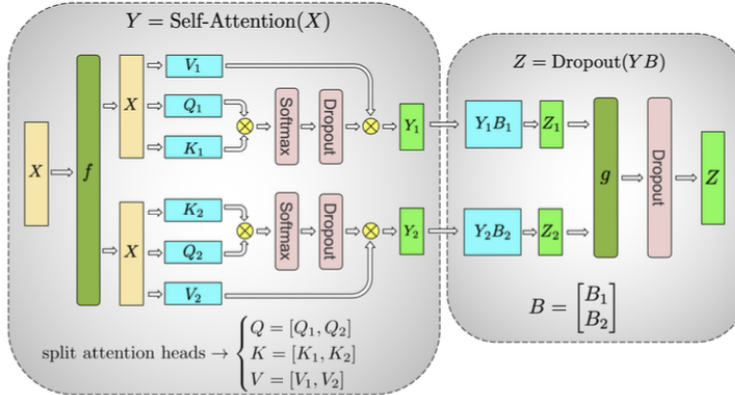 Y = Self-Attention(X)
X
f
X
V₁
Q₁
K₁
Softmax
Dropout
Y₁
X
K₂
Q₂
V₂
Softmax
Dropout
Y₂
split attention heads →
Q = [Q₁, Q₂]
K = [K₁, K₂]
V = [V₁, V₂]
Z = Dropout(YB)
Y₁B₁
Z₁
Y₂B₂
Z₂
g
Dropout
Z
B = [B₁
B₂]